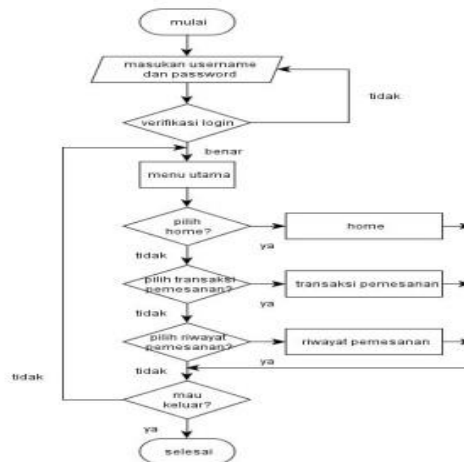 mulai
masukan username
dan password
tidak
verifikasi login
benar
menu utama
pilih
home?
home
ya
tidak
pilih transaksi
pemesanan?
transaksi pemesanan
ya
tidak
pilih riwayat
pemesanan?
riwayat pemesanan
ya
tidak
tidak
mau
keluar?
ya
selesai